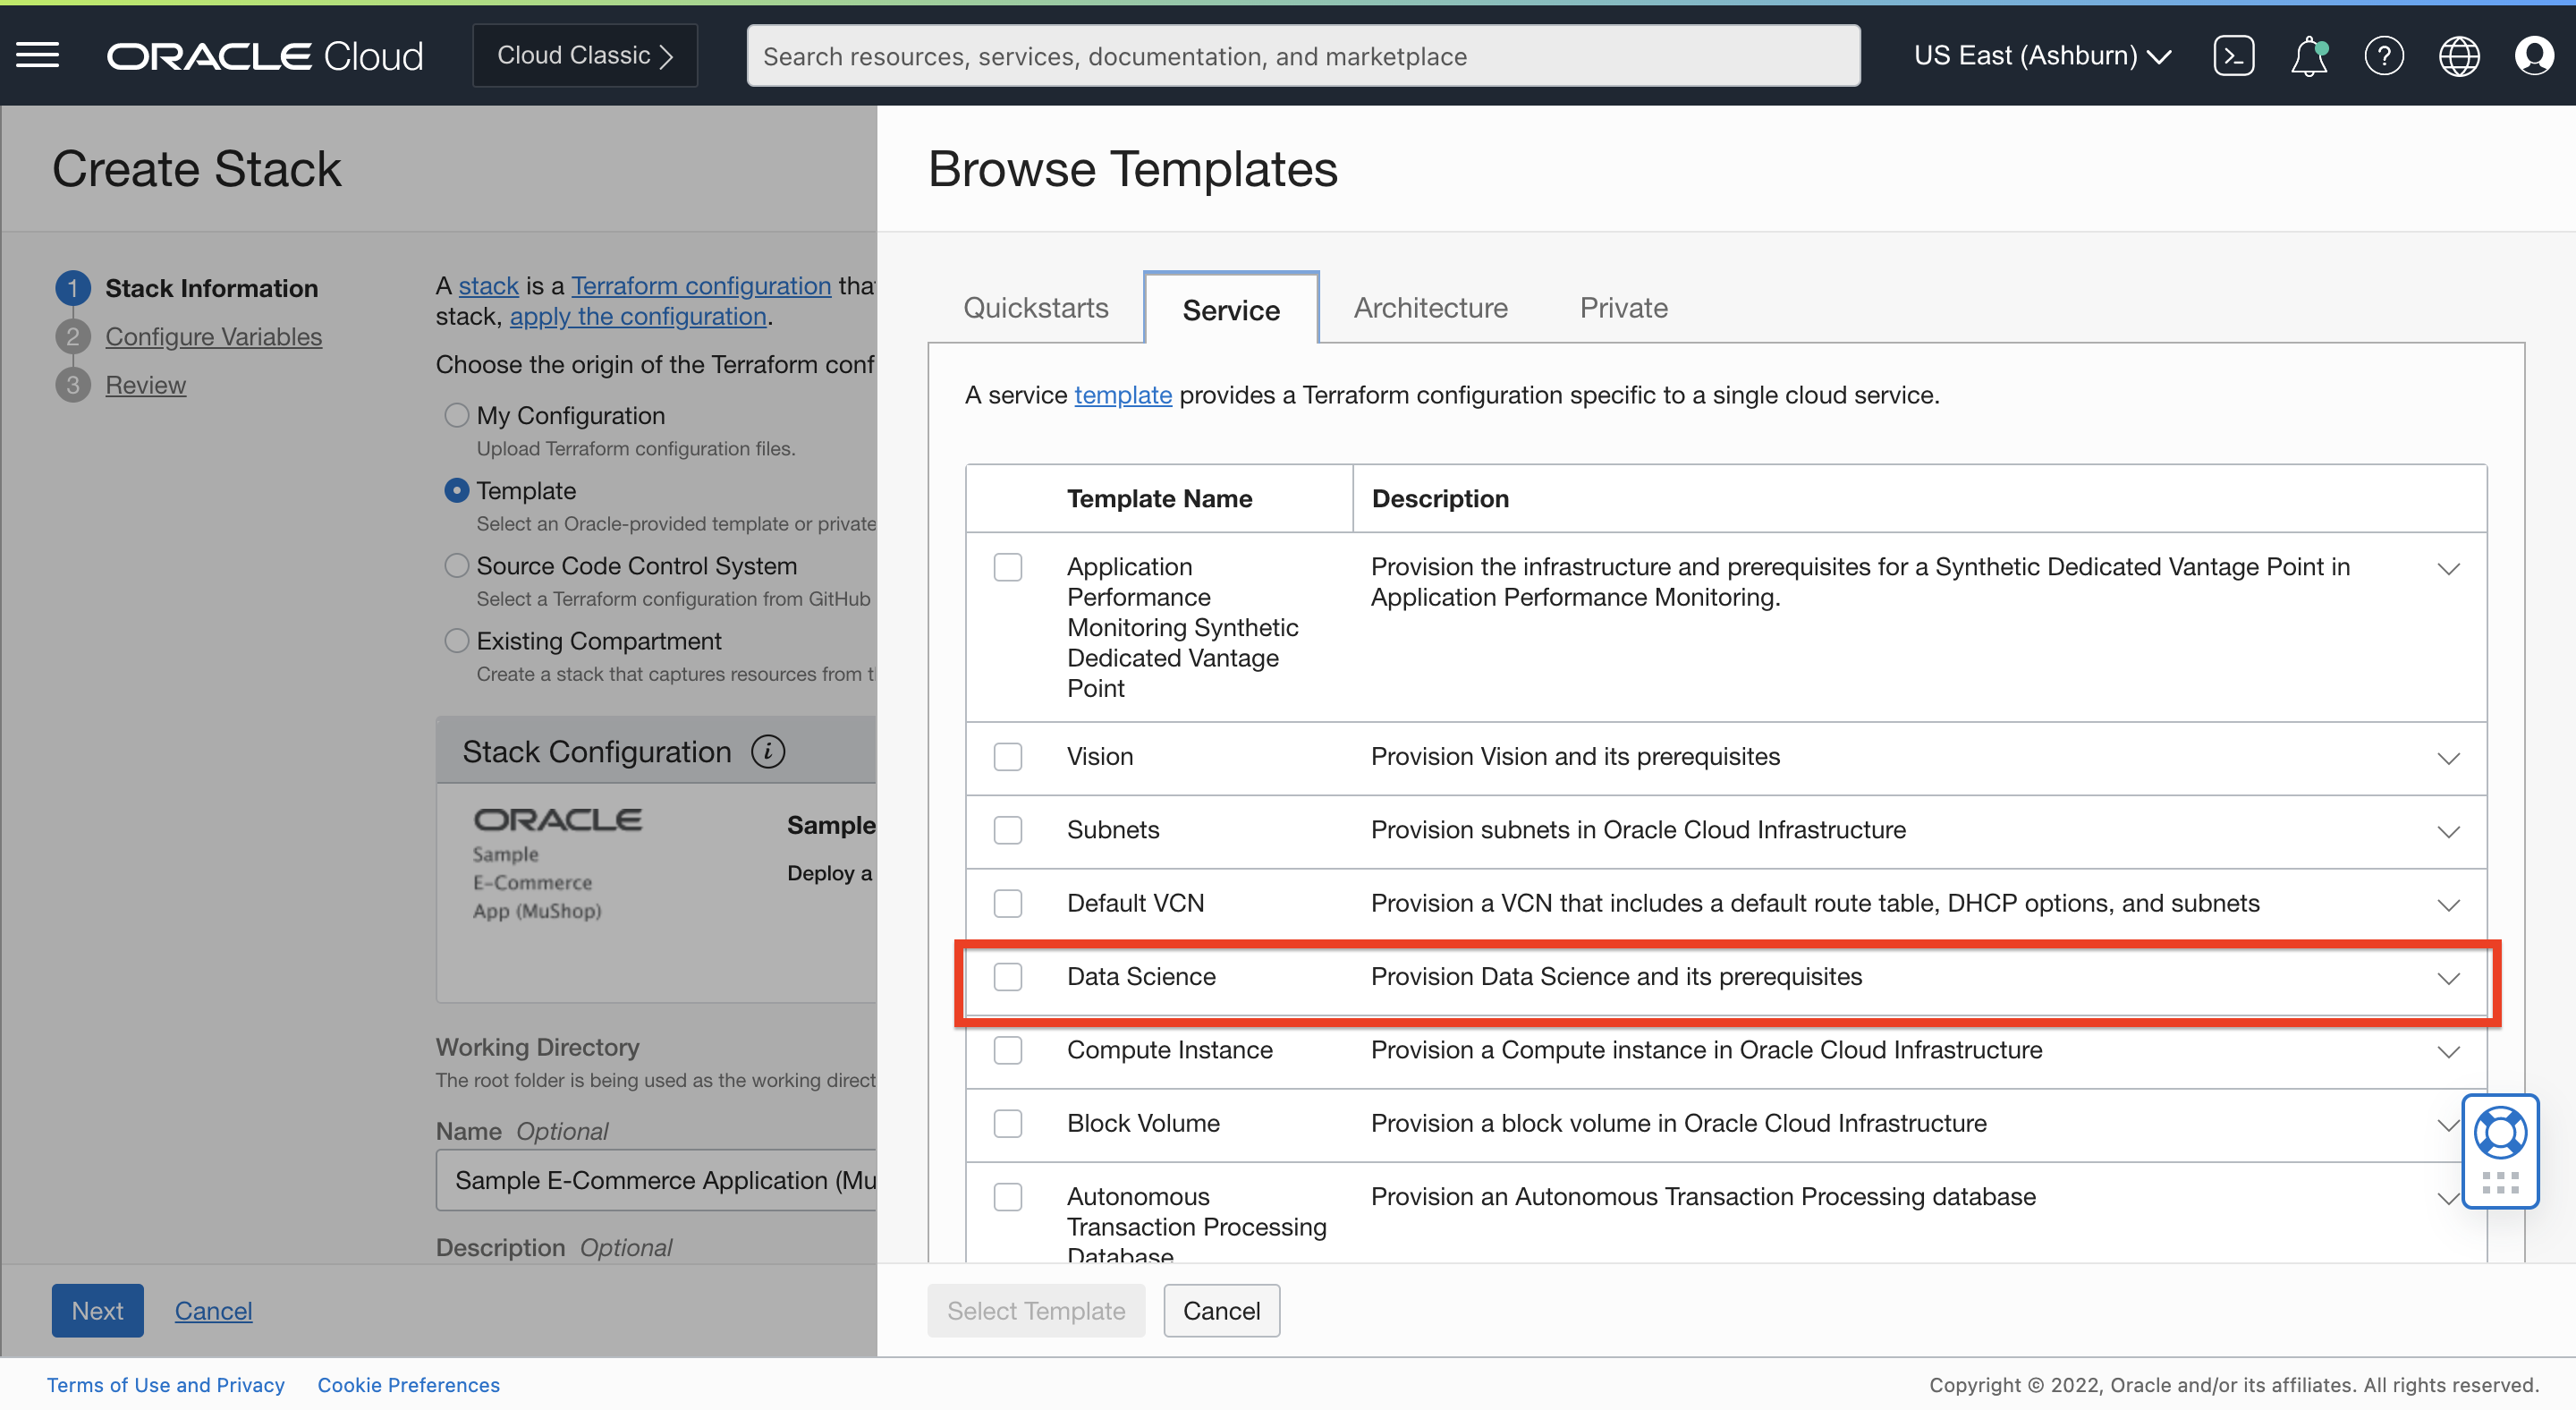 ORACLE Cloud
Cloud Classic
Search resources, services, documentation, and marketplace
US East (Ashburn)
Create Stack
1 Stack Information
2 Configure Variables
3 Review
A stack is a Terraform configuration tha
stack, apply the configuration.
Choose the origin of the Terraform conf
My Configuration
Upload Terraform configuration files.
Template
Select an Oracle-provided template or private
Source Code Control System
Select a Terraform configuration from GitHub
Existing Compartment
Create a stack that captures resources from t
Stack Configuration i
ORACLE
Sample
E-Commerce
App (MuShop)
Sample
Deploy a
Working Directory
The root folder is being used as the working direct
Name Optional
Sample E-Commerce Application (Mu
Description Optional
Next Cancel
Browse Templates
Quickstarts Service Architecture Private
A service template provides a Terraform configuration specific to a single cloud service.
Template Name Description
Application
Performance
Monitoring Synthetic
Dedicated Vantage
Point
Provision the infrastructure and prerequisites for a Synthetic Dedicated Vantage Point in
Application Performance Monitoring.
Vision Provision Vision and its prerequisites
Subnets Provision subnets in Oracle Cloud Infrastructure
Default VCN Provision a VCN that includes a default route table, DHCP options, and subnets
Data Science Provision Data Science and its prerequisites
Compute Instance Provision a Compute instance in Oracle Cloud Infrastructure
Block Volume Provision a block volume in Oracle Cloud Infrastructure
Autonomous
Transaction Processing
Database
Provision an Autonomous Transaction Processing database
Select Template Cancel
Terms of Use and Privacy Cookie Preferences
Copyright © 2022, Oracle and/or its affiliates. All rights reserved.